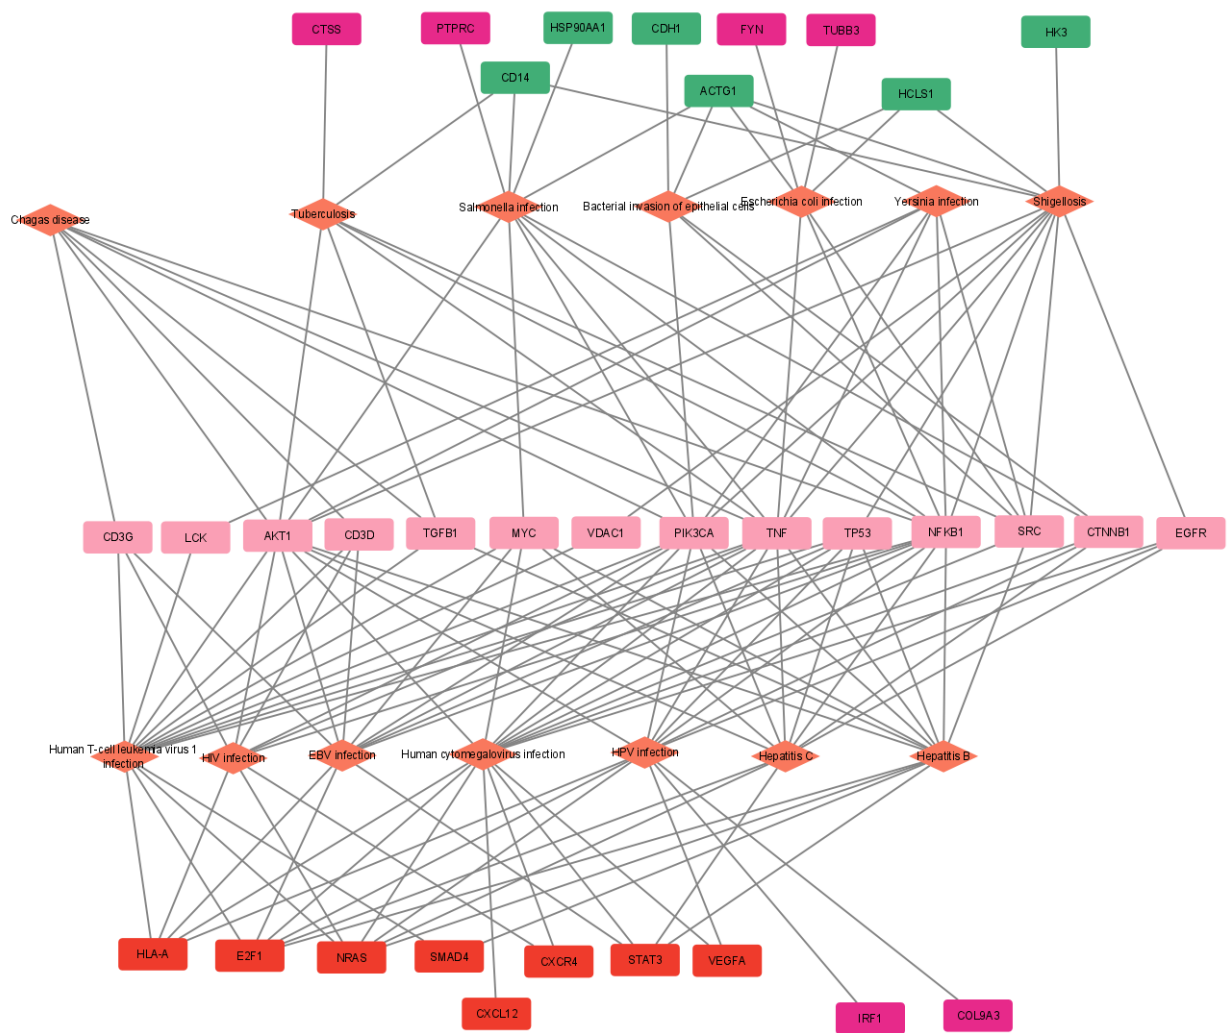 CTSS
PTPRC
HSP90AA1
CDH1
FYN
TUBB3
HK3
CD14
ACTG1
HCLS1
Chagas disease
Tuberculosis
Salmonella infection
Bacterial invasion of epithelial cells
Escherichia coli infection
Yersinia infection
Shigellosis
CD3G
LCK
AKT1
CD3D
TGFB1
MYC
VDAC1
PIK3CA
TNF
TP53
NFKB1
SRC
CTNNB1
EGFR
Human T-cell leukemia virus 1
infection
HIV infection
EBV infection
Human cytomegalovirus infection
HPV infection
Hepatitis C
Hepatitis B
HLA-A
E2F1
NRAS
SMAD4
CXCR4
STAT3
VEGFA
CXCL12
IRF1
COL9A3